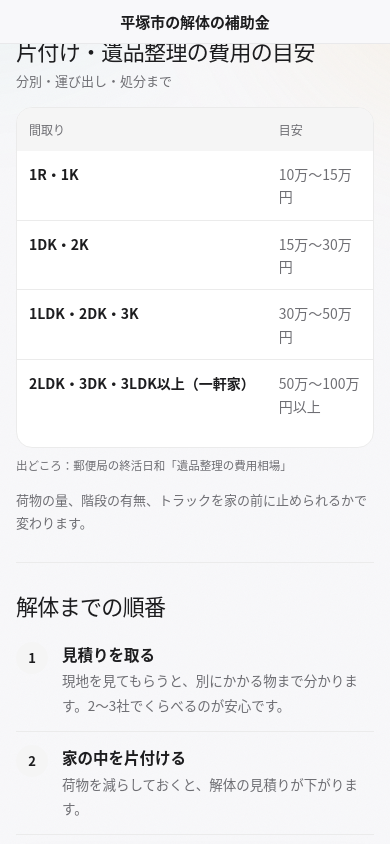 平塚市の解体の補助金
片付け・遺品整理の費用の目安
分別・運び出し・処分まで
間取り 目安
1R・1K 10万〜15万
円
1DK・2K 15万〜30万
円
1LDK・2DK・3K 30万〜50万
円
2LDK・3DK・3LDK以上（一軒家） 50万〜100万
円以上
出どころ：郵便局の終活日和「遺品整理の費用相場」
荷物の量、階段の有無、トラックを家の前に止められるかで
変わります。
解体までの順番
1 見積りを取る
現地を見てもらうと、別にかかる物まで分かりま
す。2〜3社でくらべるのが安心です。
2 家の中を片付ける
荷物を減らしておくと、解体の見積りが下がりま
す。